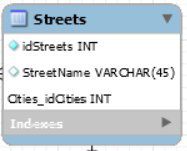 Streets
idStreets INT
StreetName VARCHAR(45)
Cities_idCities INT
Indexes